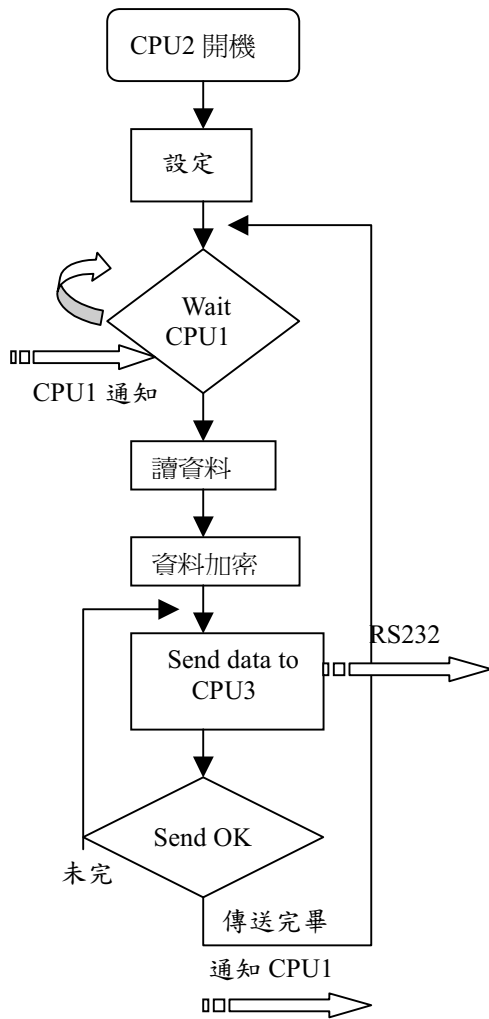 CPU2 開機
設定
Wait
CPU1
CPU1 通知
讀資料
資料加密
RS232
Send data to
CPU3
Send OK
未完
傳送完畢
通知 CPU1